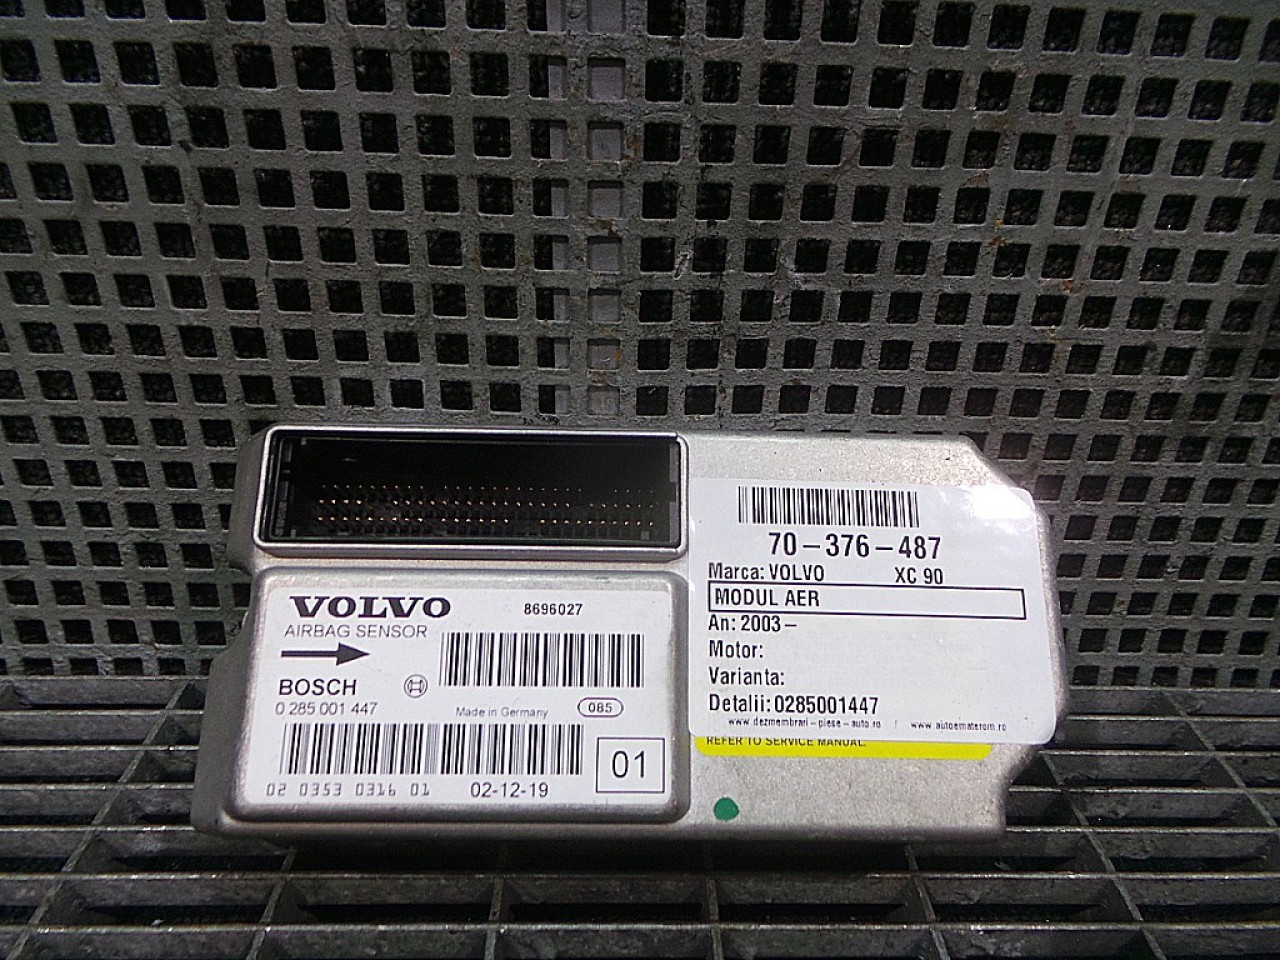 VOLVO 8696027
AIRBAG SENSOR
BOSCH
0 285 001 447
Made in Germany
085
01
02 0353 0316 01 02-12-19
70-376-487
Marca: VOLVO XC 90
MODUL AER
An: 2003-
Motor:
Varianta:
Detalii: 0285001447
www.dezmembrari-piese-auto.ro / www.autoematerom.ro
REFER TO SERVICE MANUAL.